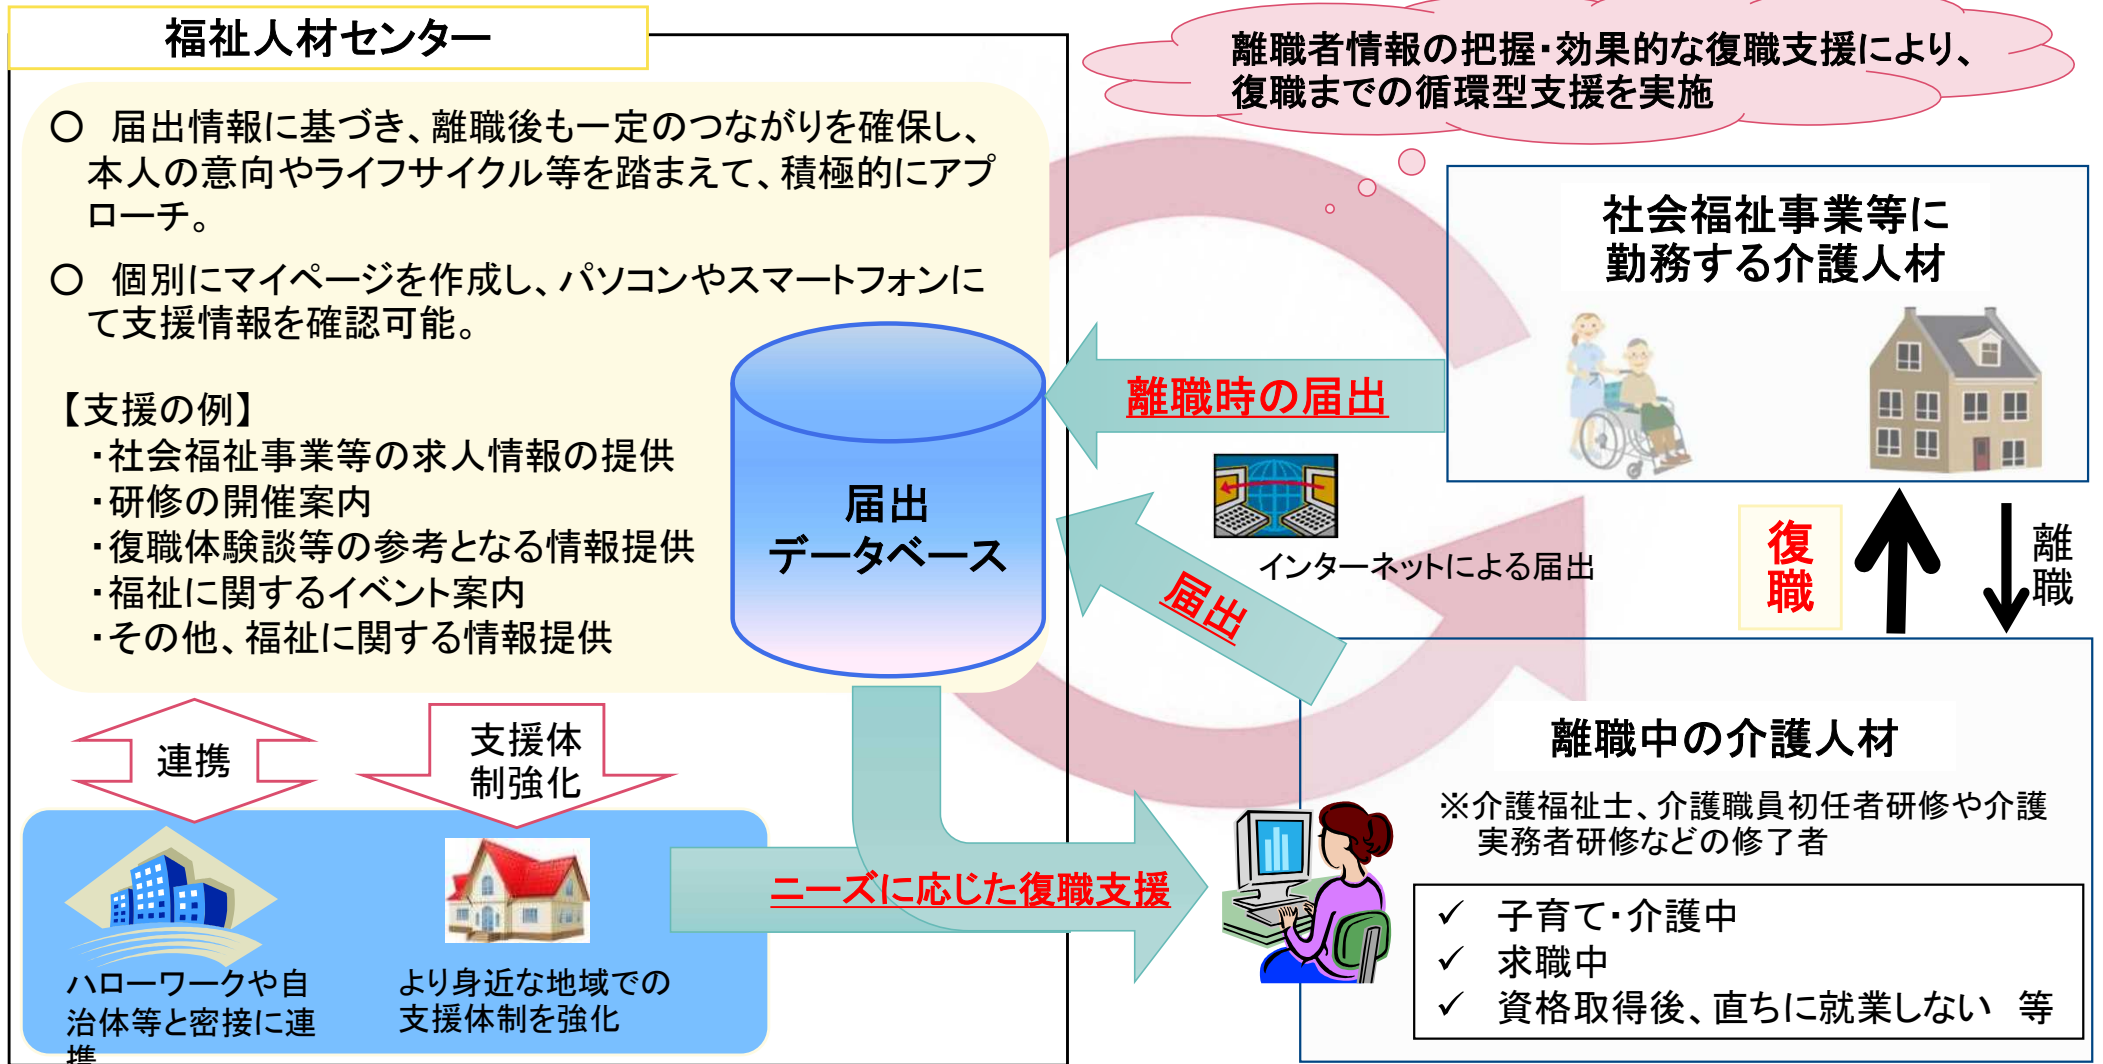 福祉人材センター
離職者情報の把握・効果的な復職支援により、
復職までの循環型支援を実施
○　届出情報に基づき、離職後も一定のつながりを確保し、
本人の意向やライフサイクル等を踏まえて、積極的にアプ
ローチ。
○　個別にマイページを作成し、パソコンやスマートフォンに
て支援情報を確認可能。
【支援の例】
・社会福祉事業等の求人情報の提供
・研修の開催案内
・復職体験談等の参考となる情報提供
・福祉に関するイベント案内
・その他、福祉に関する情報提供
届出
データベース
社会福祉事業等に
勤務する介護人材
離職時の届出
インターネットによる届出
届出
復職
離職
連携
支援体
制強化
ハローワークや自
治体等と密接に連
携
より身近な地域での
支援体制を強化
ニーズに応じた復職支援
離職中の介護人材
※介護福祉士、介護職員初任者研修や介護
実務者研修などの修了者
✓　子育て・介護中
✓　求職中
✓　資格取得後、直ちに就業しない　等